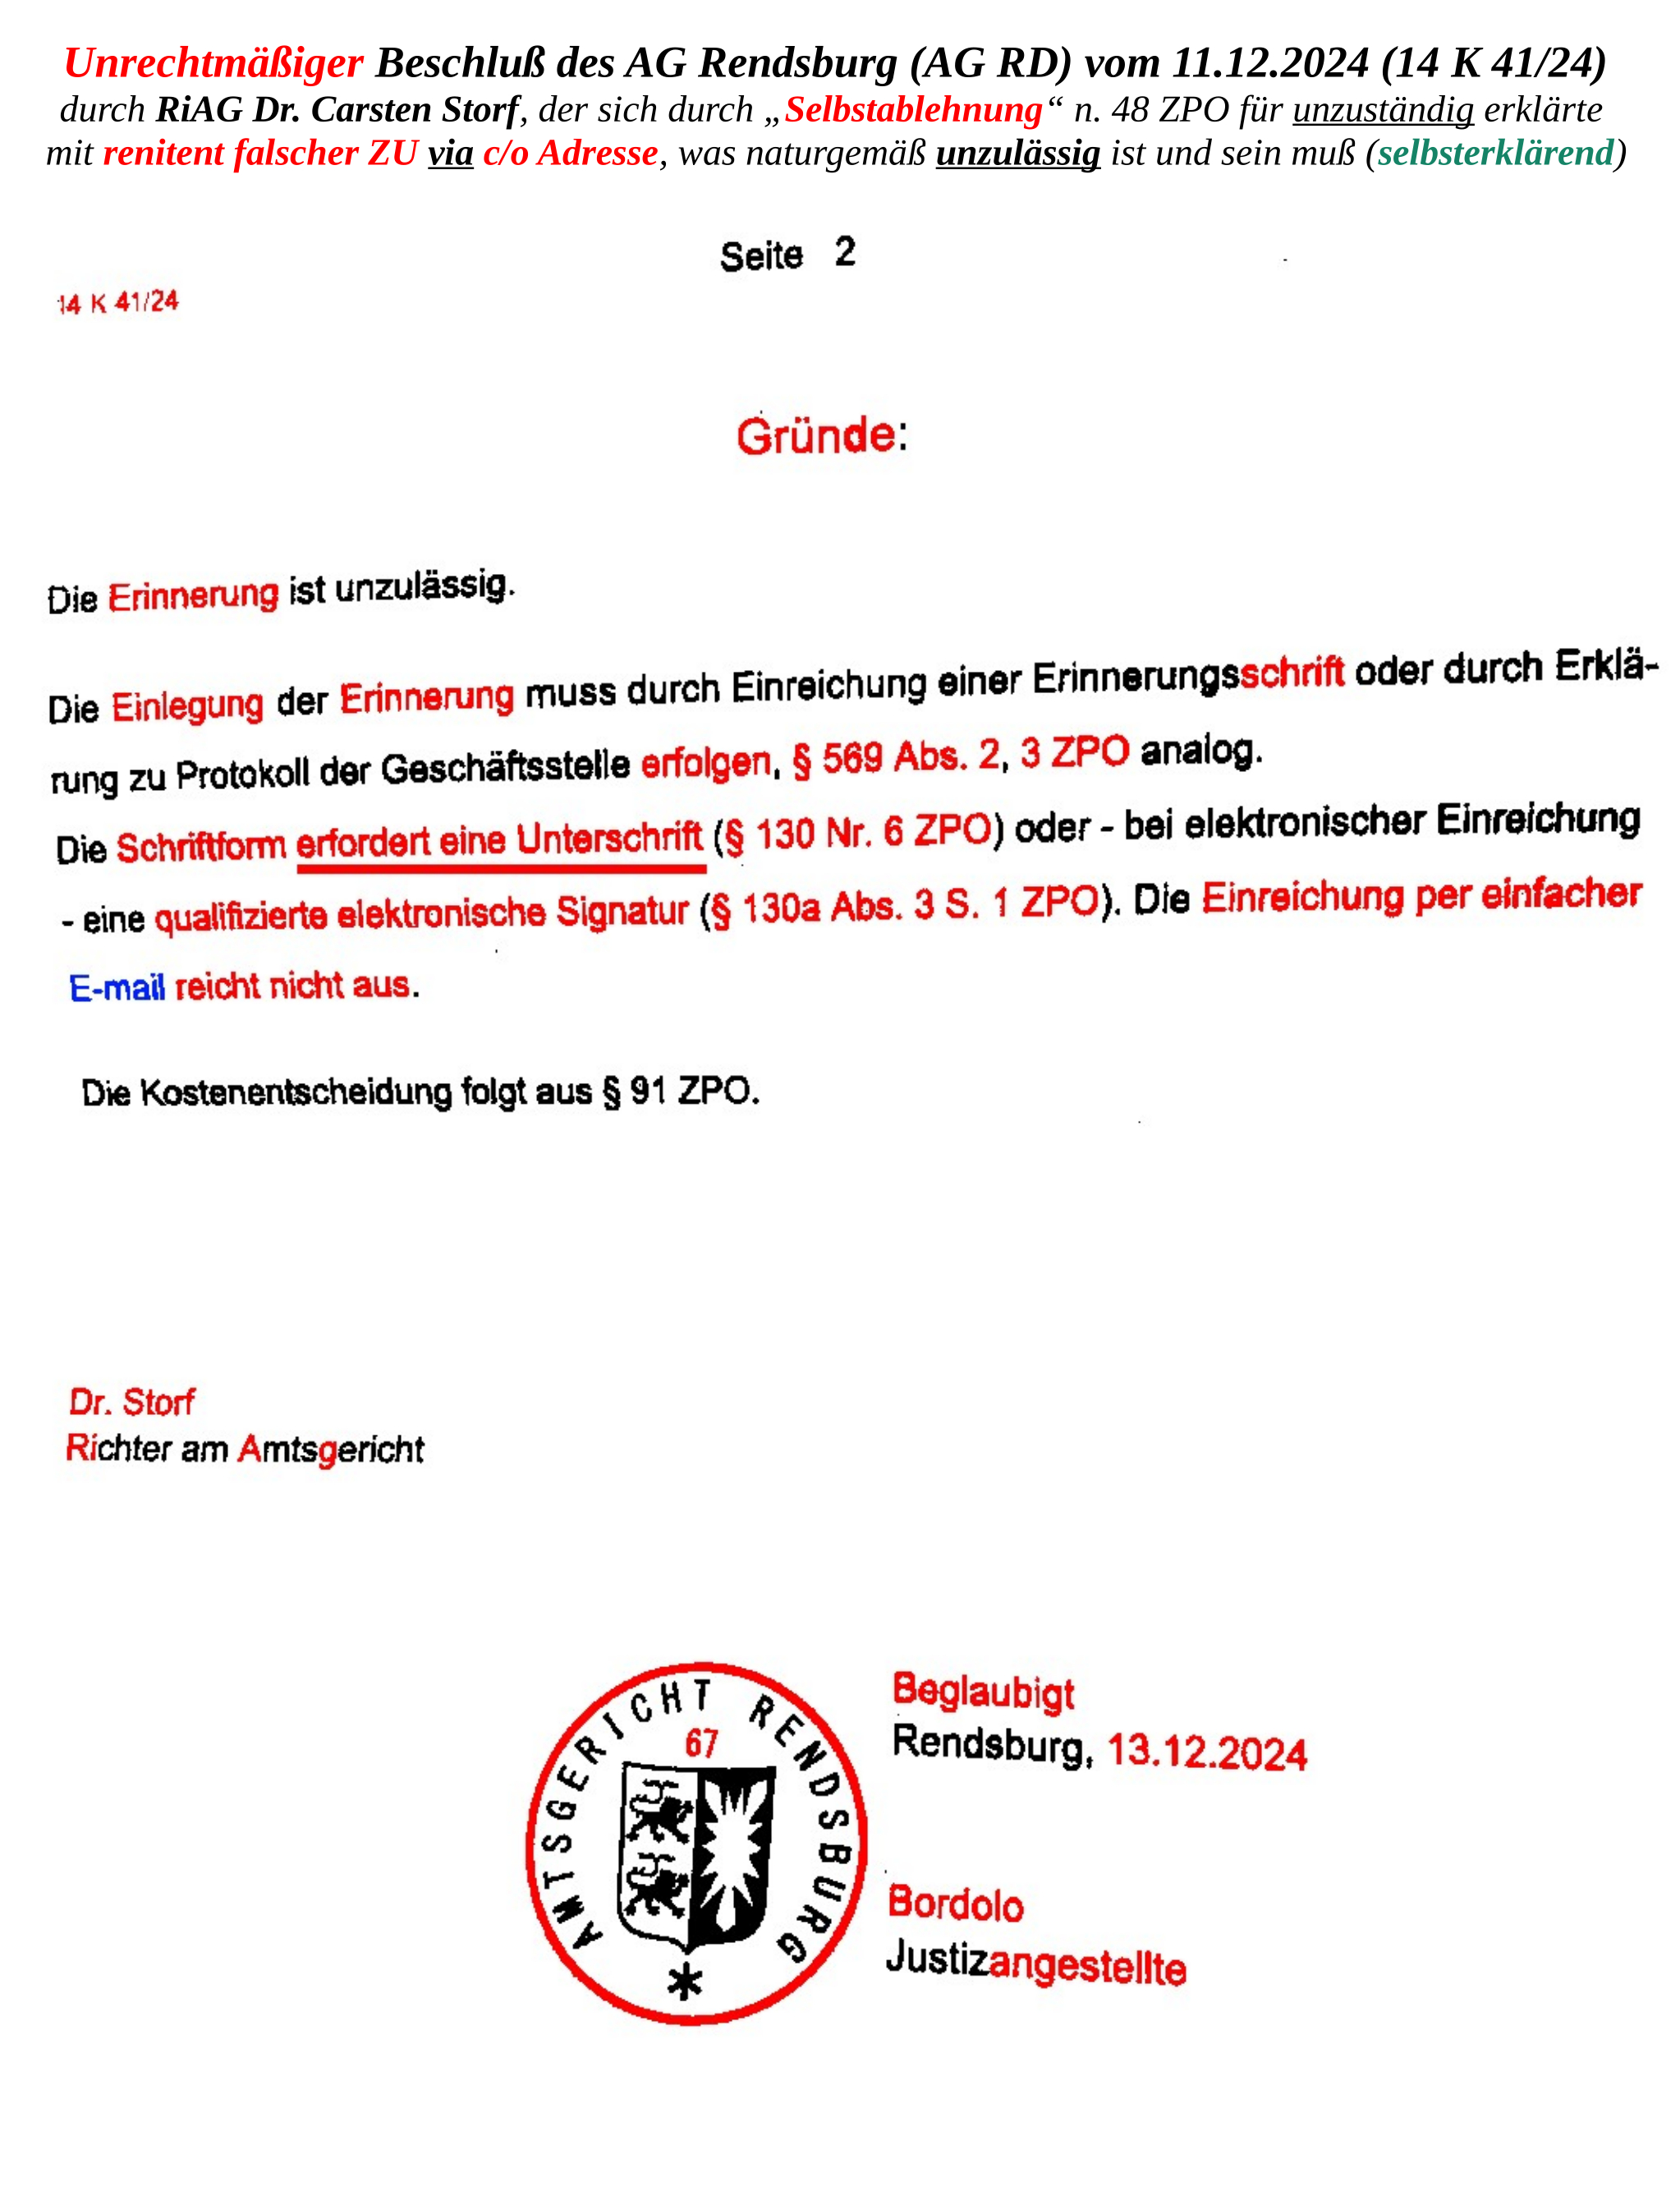 Unrechtmäßiger Beschluß des AG Rendsburg (AG RD) vom 11.12.2024 (14 K 41/24)
durch RiAG Dr. Carsten Storf, der sich durch „Selbstablehnung“ n. 48 ZPO für unzuständig erklärte
mit renitent falscher ZU via c/o Adresse, was naturgemäß unzulässig ist und sein muß (selbsterklärend)
Seite 2
14 K 41/24
Gründe:
Die Erinnerung ist unzulässig.
Die Einlegung der Erinnerung muss durch Einreichung einer Erinnerungsschrift oder durch Erklä-
rung zu Protokoll der Geschäftsstelle erfolgen, § 569 Abs. 2, 3 ZPO analog.
Die Schriftform erfordert eine Unterschrift (§ 130 Nr. 6 ZPO) oder - bei elektronischer Einreichung
- eine qualifizierte elektronische Signatur (§ 130a Abs. 3 S. 1 ZPO). Die Einreichung per einfacher
E-mail reicht nicht aus.
Die Kostenentscheidung folgt aus § 91 ZPO.
Dr. Storf
Richter am Amtsgericht
AMTSGERICHT RENDSBURG
67
*
Beglaubigt
Rendsburg, 13.12.2024
Bordolo
Justizangestellte